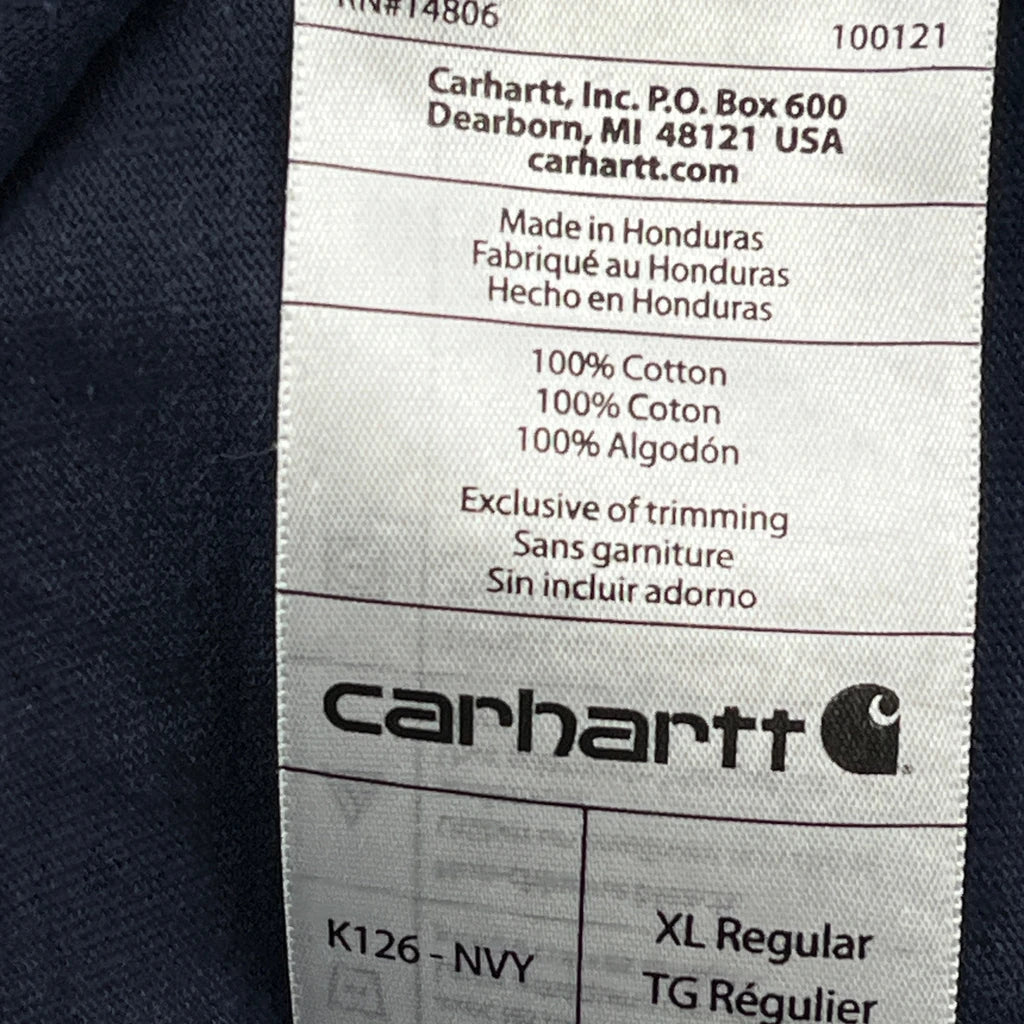 RN#14806
100121
Carhartt, Inc. P.O. Box 600
Dearborn, MI 48121 USA
carhartt.com
Made in Honduras
Fabriqué au Honduras
Hecho en Honduras
100% Cotton
100% Coton
100% Algodón
Exclusive of trimming
Sans garniture
Sin incluir adorno
carhartt
K126 - NVY
XL Regular
TG Régulier